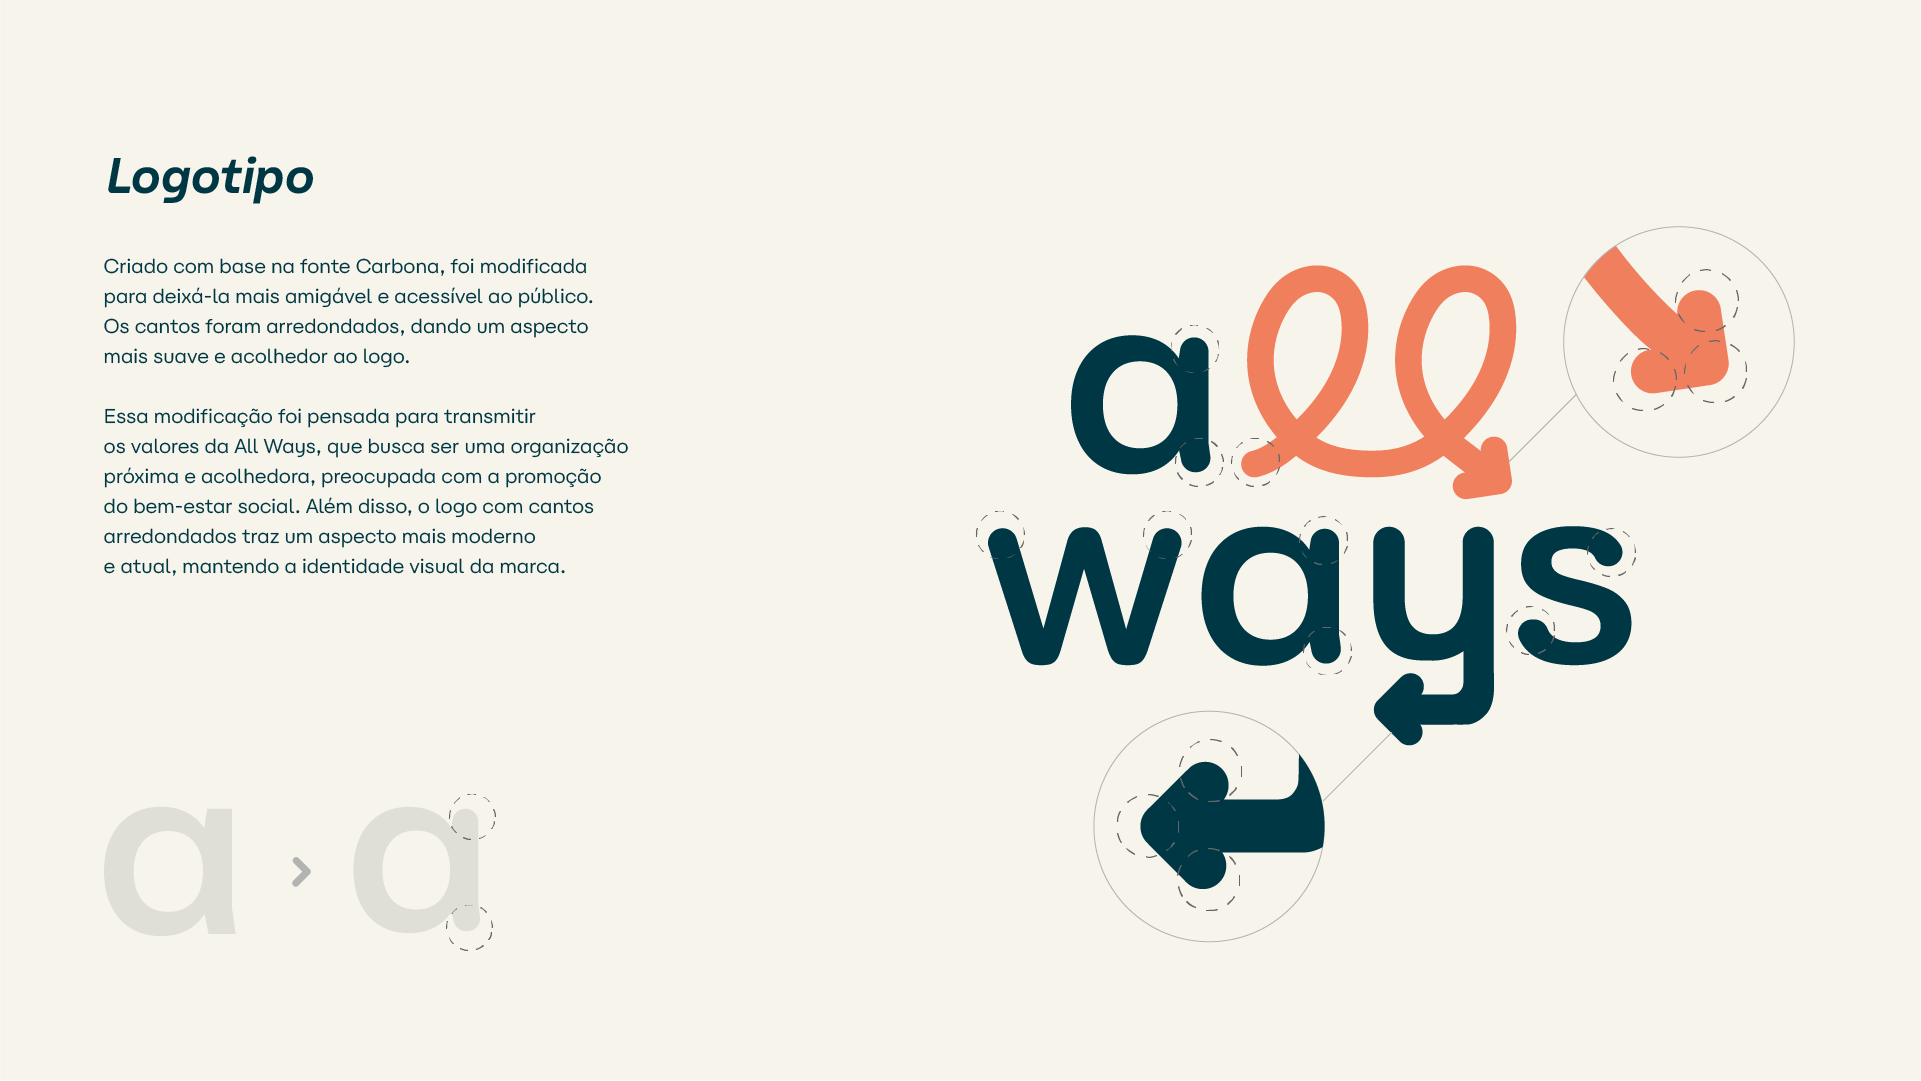 Logotipo
Criado com base na fonte Carbona, foi modificada
para deixá-la mais amigável e acessível ao público.
Os cantos foram arredondados, dando um aspecto
mais suave e acolhedor ao logo.
Essa modificação foi pensada para transmitir
os valores da All Ways, que busca ser uma organização
próxima e acolhedora, preocupada com a promoção
do bem-estar social. Além disso, o logo com cantos
arredondados traz um aspecto mais moderno
e atual, mantendo a identidade visual da marca.
a > a
all
ways